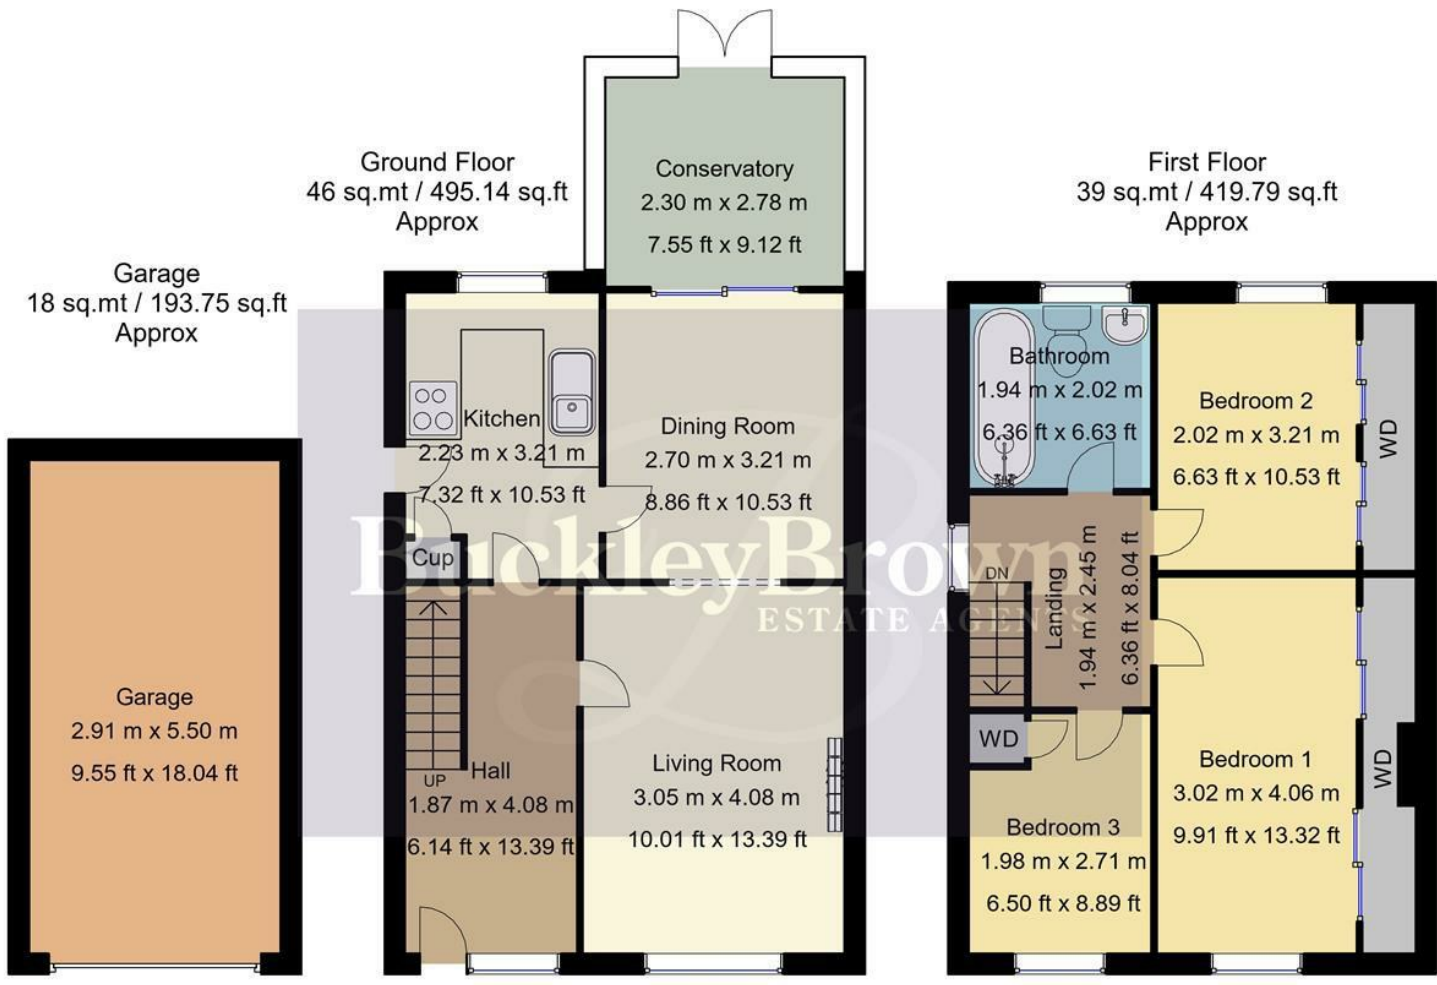 Ground Floor
46 sq.mt / 495.14 sq.ft
Approx
First Floor
39 sq.mt / 419.79 sq.ft
Approx
Garage
18 sq.mt / 193.75 sq.ft
Approx
Garage
2.91 m x 5.50 m
9.55 ft x 18.04 ft
Conservatory
2.30 m x 2.78 m
7.55 ft x 9.12 ft
Kitchen
2.23 m x 3.21 m
7.32 ft x 10.53 ft
Dining Room
2.70 m x 3.21 m
8.86 ft x 10.53 ft
Cup
BuckleyBrown
ESTATE AGENTS
UP
Hall
1.87 m x 4.08 m
6.14 ft x 13.39 ft
Living Room
3.05 m x 4.08 m
10.01 ft x 13.39 ft
Bathroom
1.94 m x 2.02 m
6.36 ft x 6.63 ft
Bedroom 2
2.02 m x 3.21 m
6.63 ft x 10.53 ft
WD
DN
Landing
1.94 m x 2.45 m
6.36 ft x 8.04 ft
WD
Bedroom 3
1.98 m x 2.71 m
6.50 ft x 8.89 ft
Bedroom 1
3.02 m x 4.06 m
9.91 ft x 13.32 ft
WD